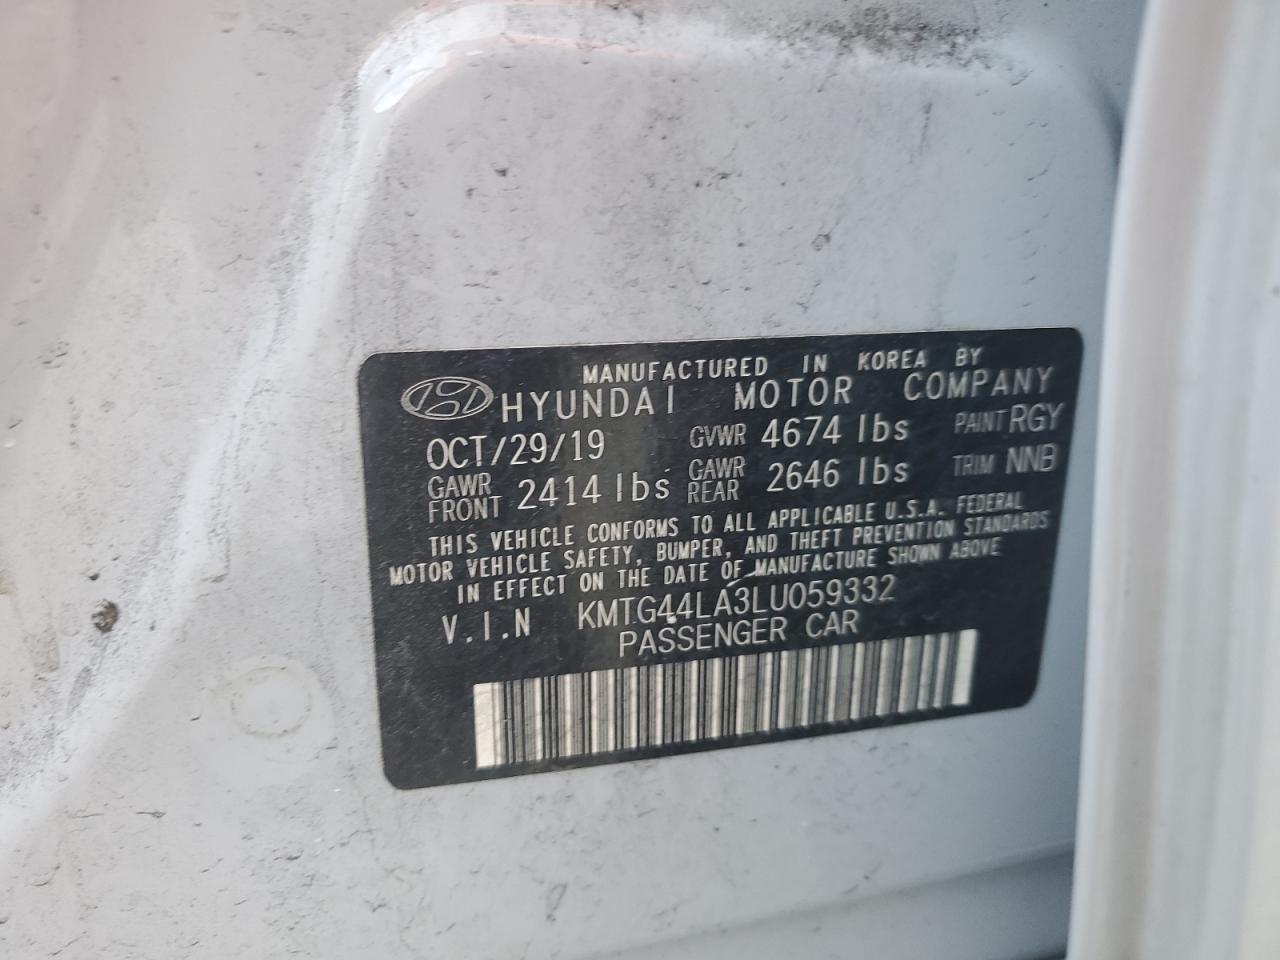 MANUFACTURED IN KOREA BY
HYUNDAI MOTOR COMPANY
OCT/29/19 GVWR 4674 lbs PAINT RGY
GAWR FRONT 2414 lbs GAWR REAR 2646 lbs TRIM NNB
THIS VEHICLE CONFORMS TO ALL APPLICABLE U.S.A. FEDERAL
MOTOR VEHICLE SAFETY, BUMPER, AND THEFT PREVENTION STANDARDS
IN EFFECT ON THE DATE OF MANUFACTURE SHOWN ABOVE
V.I.N KMTG44LA3LU059332
PASSENGER CAR